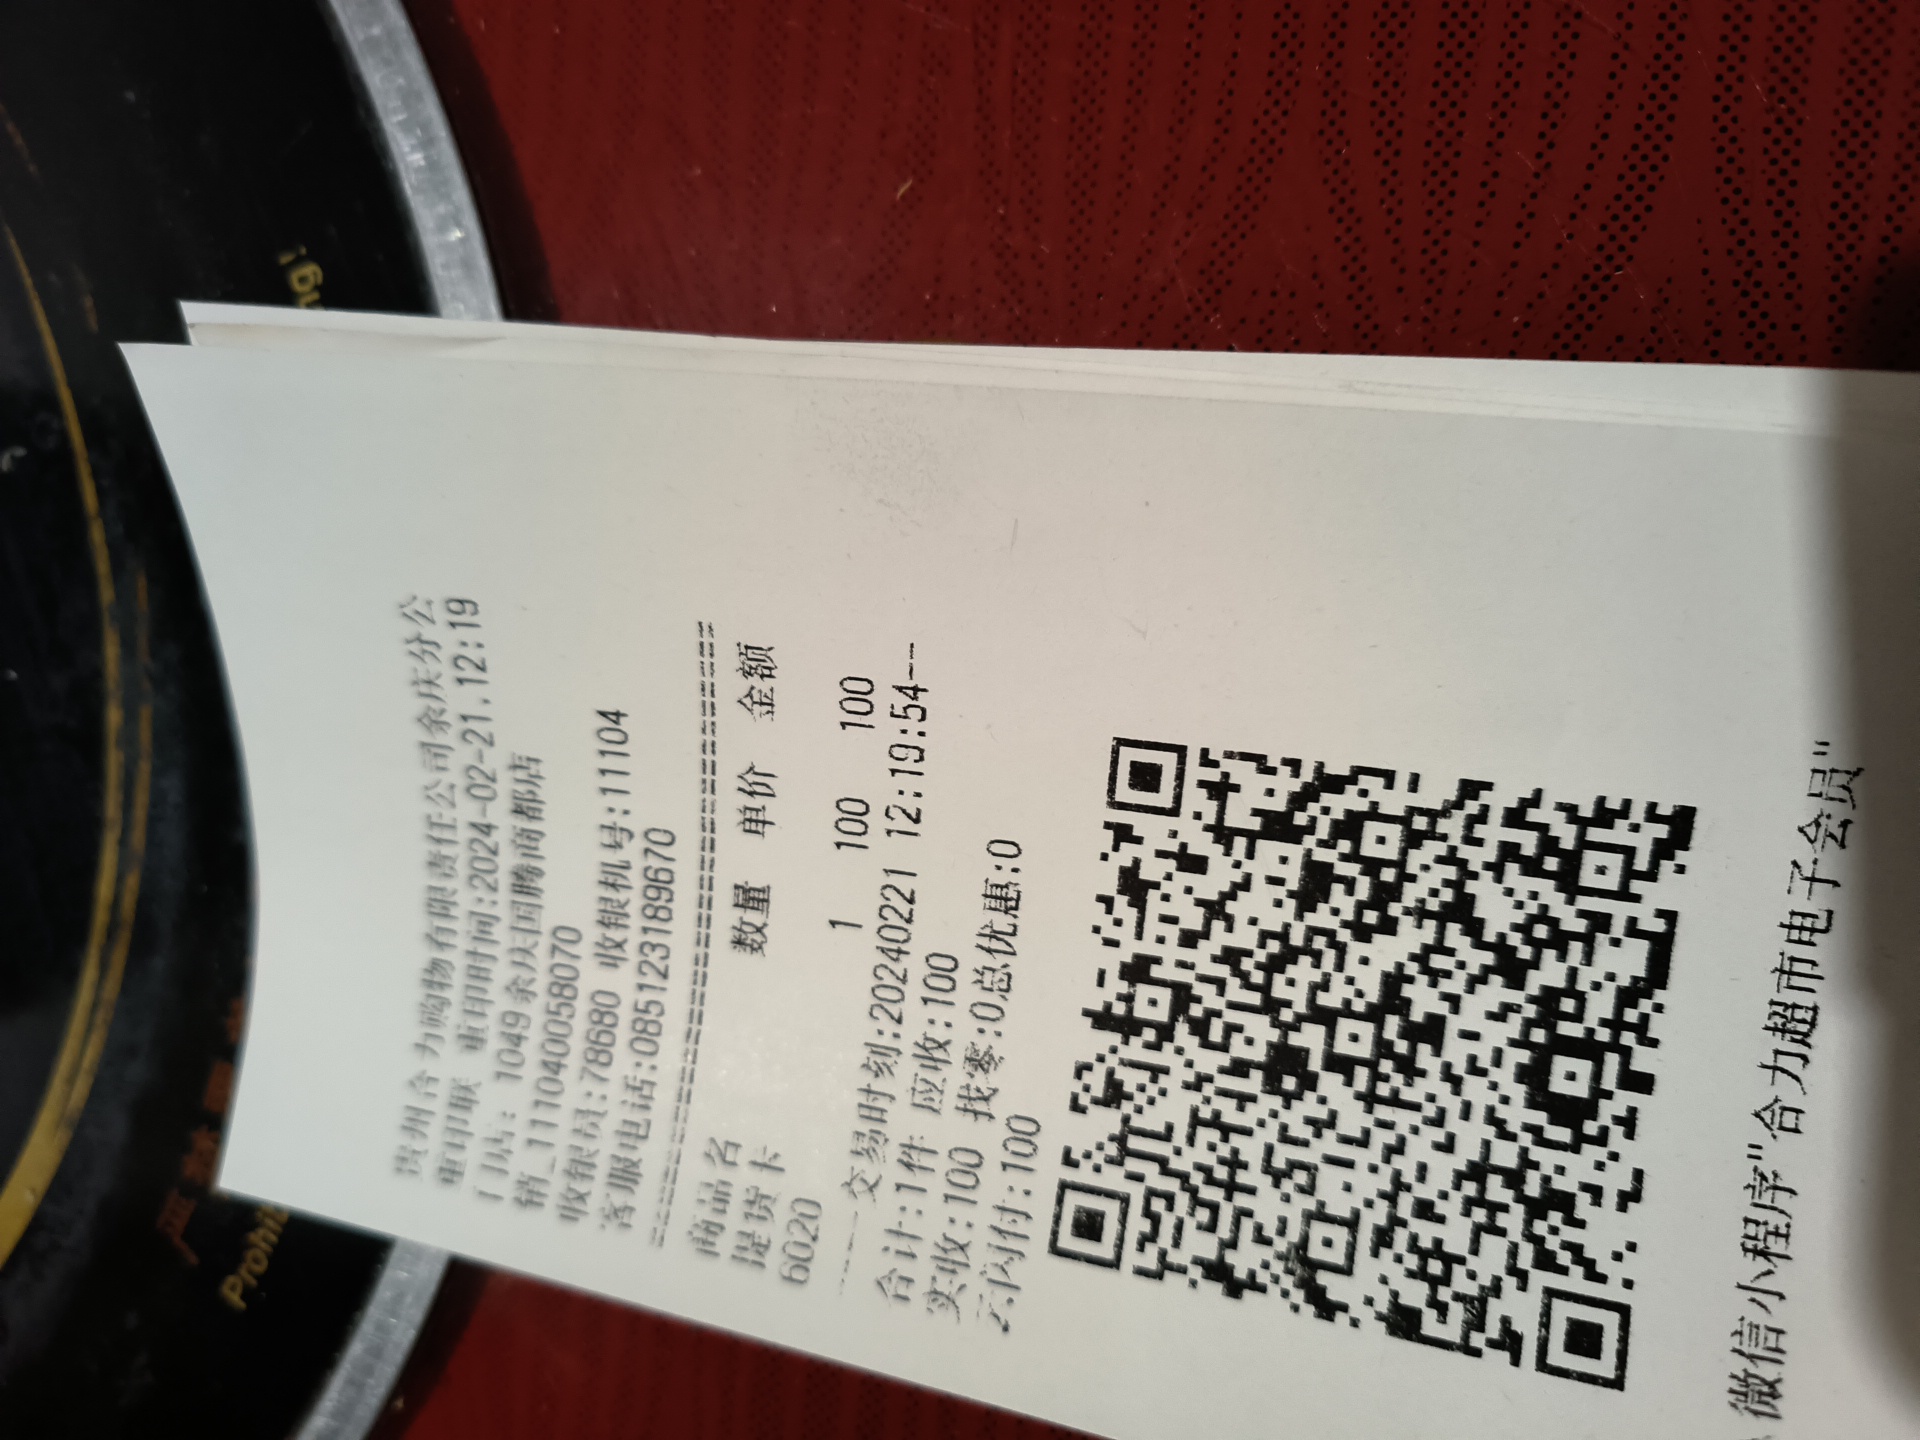 贵州合力购物有限责任公司余庆分公
重印联 重印时间:2024-02-21.12:19
门店: 1049余庆国腾商都店
销_111040058070
收银员:78680 收银机号:11104
客服电话:085123189670
商品名 数量 单价 金额
提货卡
6020 1 100 100
----交易时刻:20240221 12:19:54--
合计:1件 应收:100
实收:100 找零:0总优惠:0
云闪付:100
微信小程序"合力超市电子会员"
Prohi
ng!
严禁